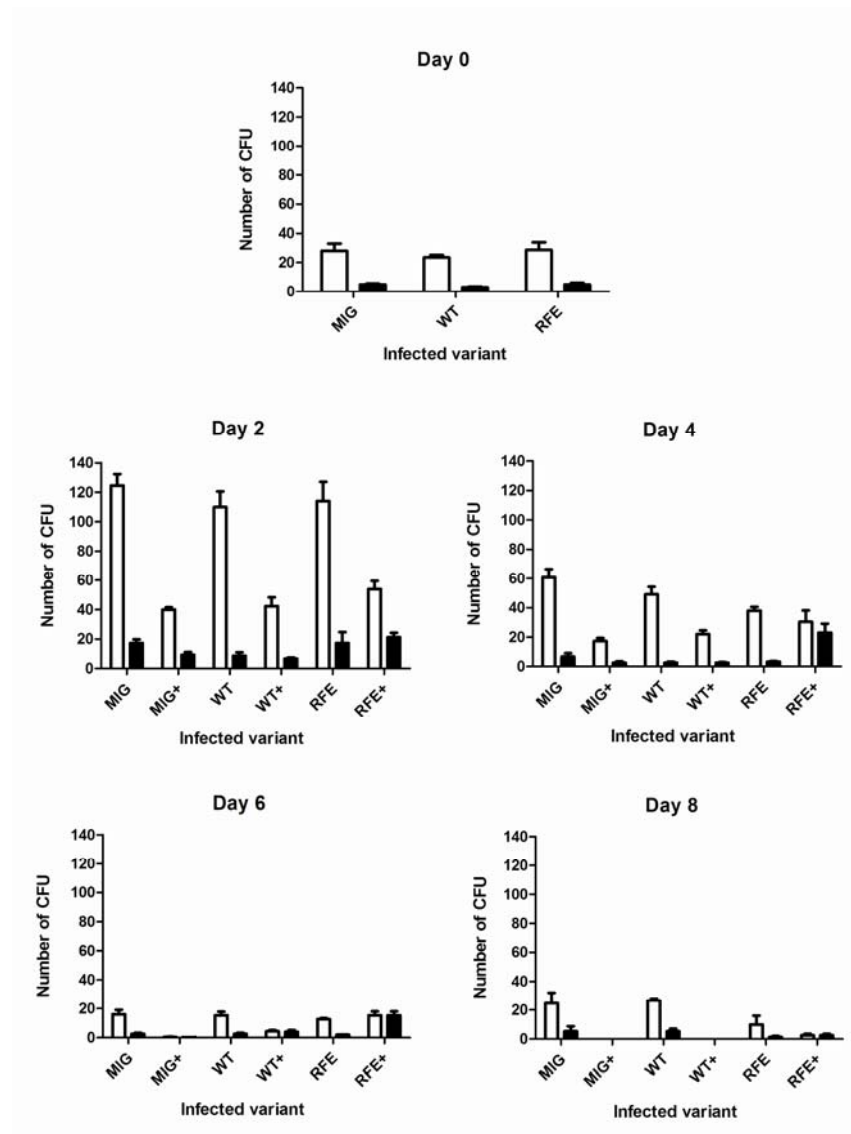 Day 0
140
120
100
80
60
40
20
0
Number of CFU
MIG
WT
RFE
Infected variant
Day 2
140
120
100
80
60
40
20
0
Number of CFU
MIG
MIG+
WT
WT+
RFE
RFE+
Infected variant
Day 4
140
120
100
80
60
40
20
0
Number of CFU
MIG
MIG+
WT
WT+
RFE
RFE+
Infected variant
Day 6
140
120
100
80
60
40
20
0
Number of CFU
MIG
MIG+
WT
WT+
RFE
RFE+
Infected variant
Day 8
140
120
100
80
60
40
20
0
Number of CFU
MIG
MIG+
WT
WT+
RFE
RFE+
Infected variant